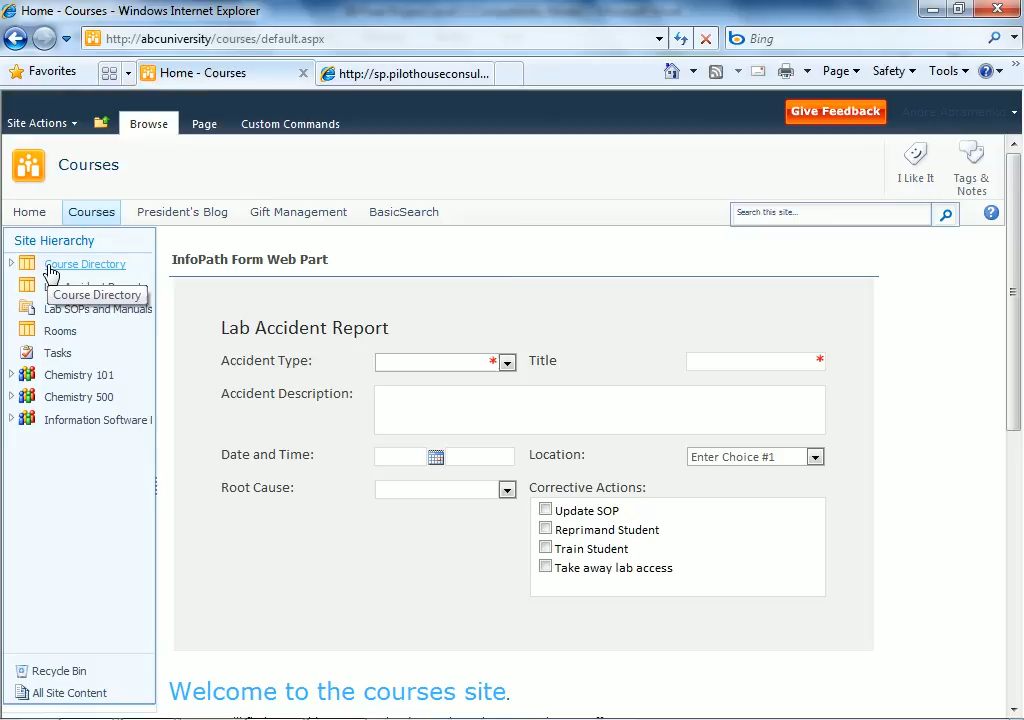 Home - Courses - Windows Internet Explorer
http://abcuniversity/courses/default.aspx
Bing
Favorites
Home - Courses
http://sp.pilothouseconsul...
Page
Safety
Tools
Site Actions
Browse
Page
Custom Commands
Give Feedback
Andre Abramenko
Courses
I Like It
Tags &
Notes
Home
Courses
President's Blog
Gift Management
BasicSearch
Search this site...
Site Hierarchy
Course Directory
Course Directory
Lab SOPs and Manuals
Rooms
Tasks
Chemistry 101
Chemistry 500
Information Software
Recycle Bin
All Site Content
InfoPath Form Web Part
Lab Accident Report
Accident Type:
*
Title
*
Accident Description:
Date and Time:
Location:
Enter Choice #1
Root Cause:
Corrective Actions:
Update SOP
Reprimand Student
Train Student
Take away lab access
Welcome to the courses site.